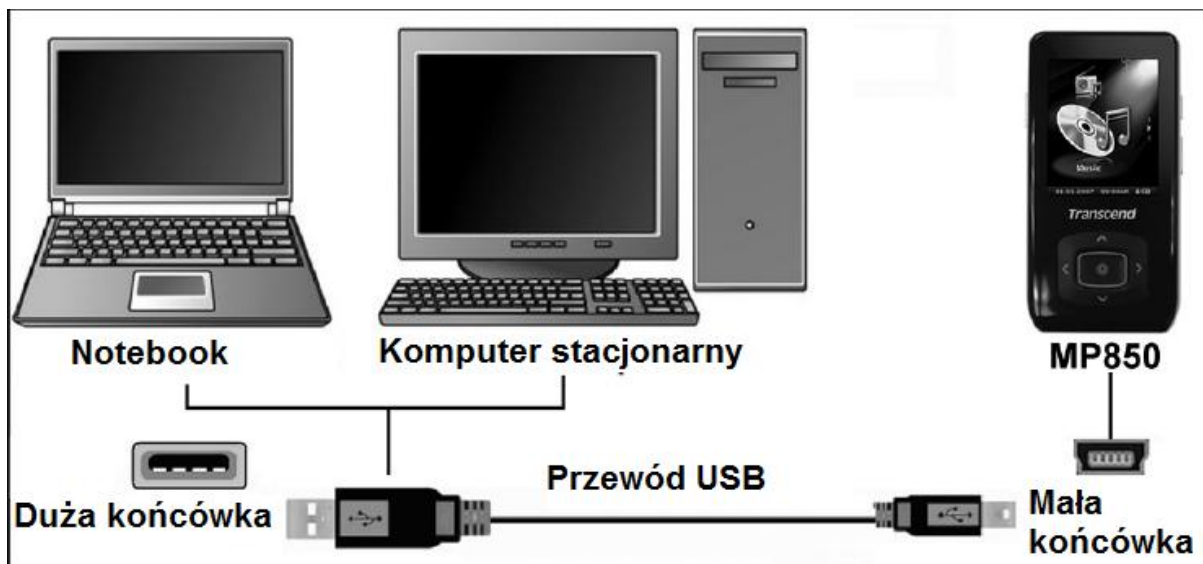 Music
Transcend
Notebook
Komputer stacjonarny
MP850
Przewód USB
Duża końcówka
Mała
końcówka